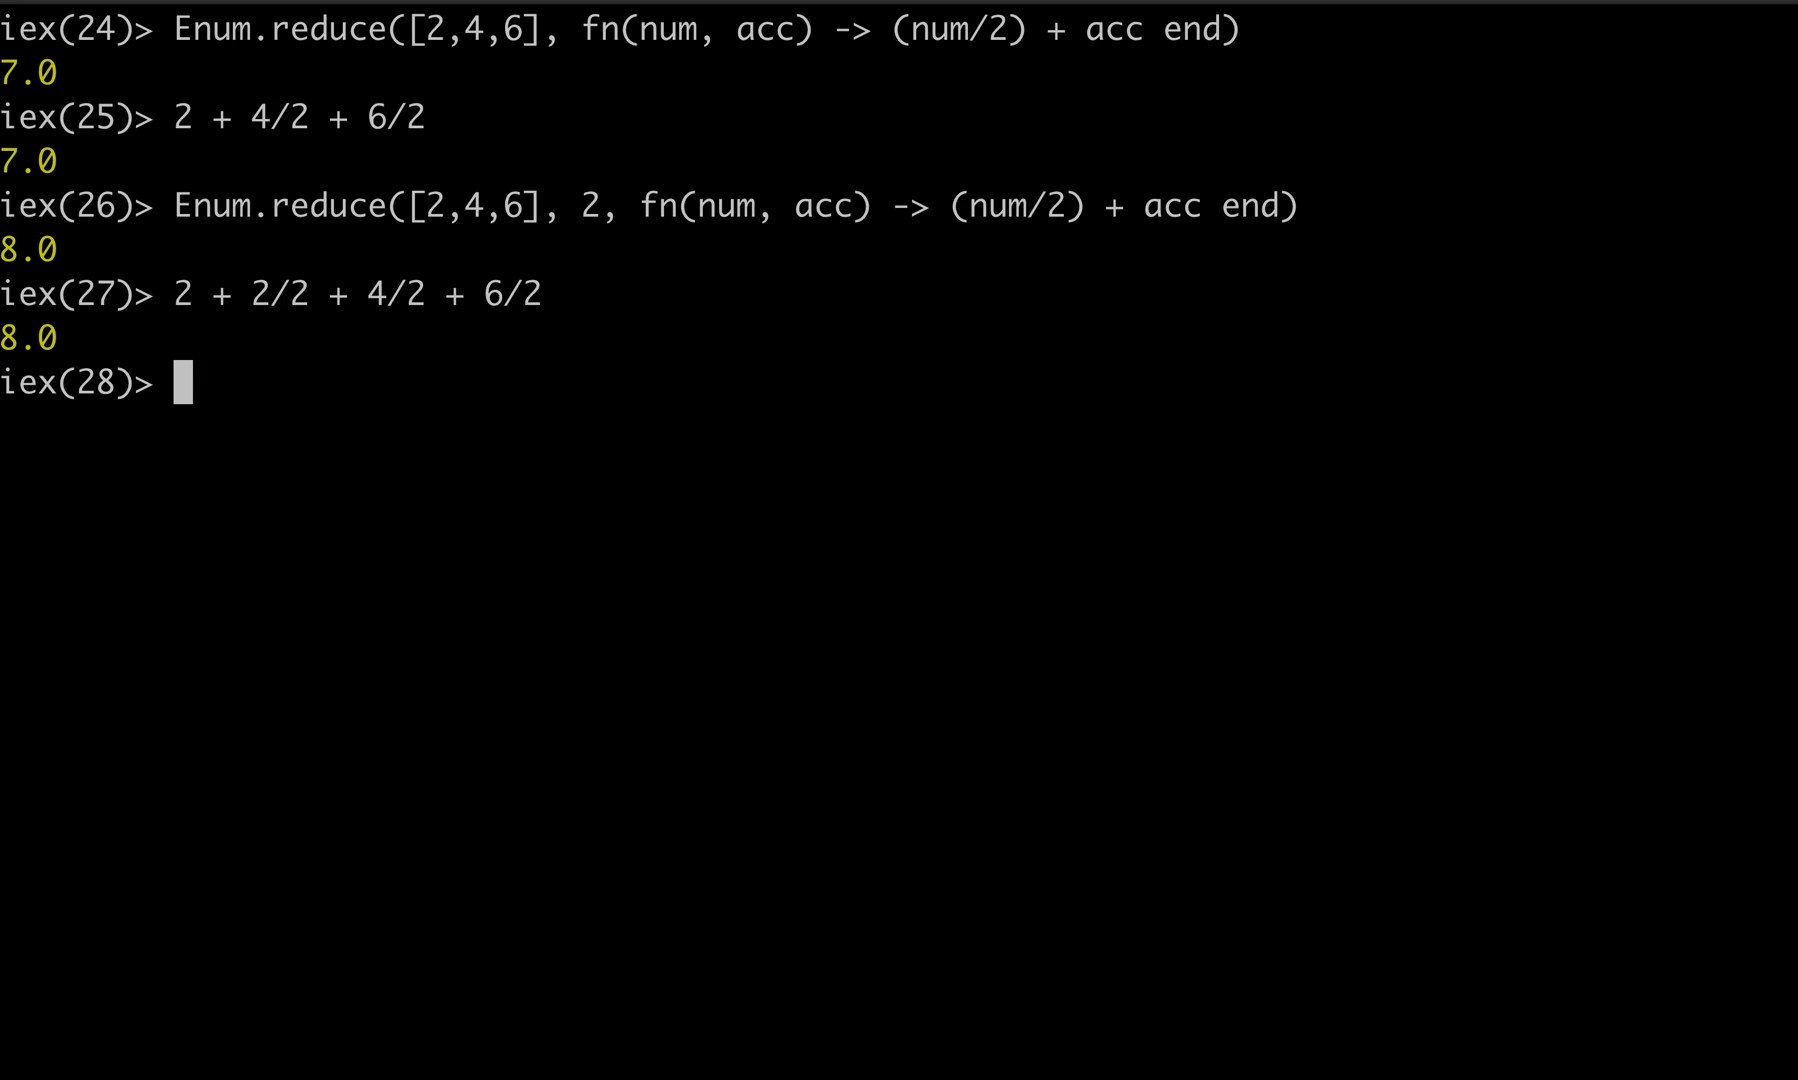 iex(24)> Enum.reduce([2,4,6], fn(num, acc) -> (num/2) + acc end)
7.0
iex(25)> 2 + 4/2 + 6/2
7.0
iex(26)> Enum.reduce([2,4,6], 2, fn(num, acc) -> (num/2) + acc end)
8.0
iex(27)> 2 + 2/2 + 4/2 + 6/2
8.0
iex(28)>